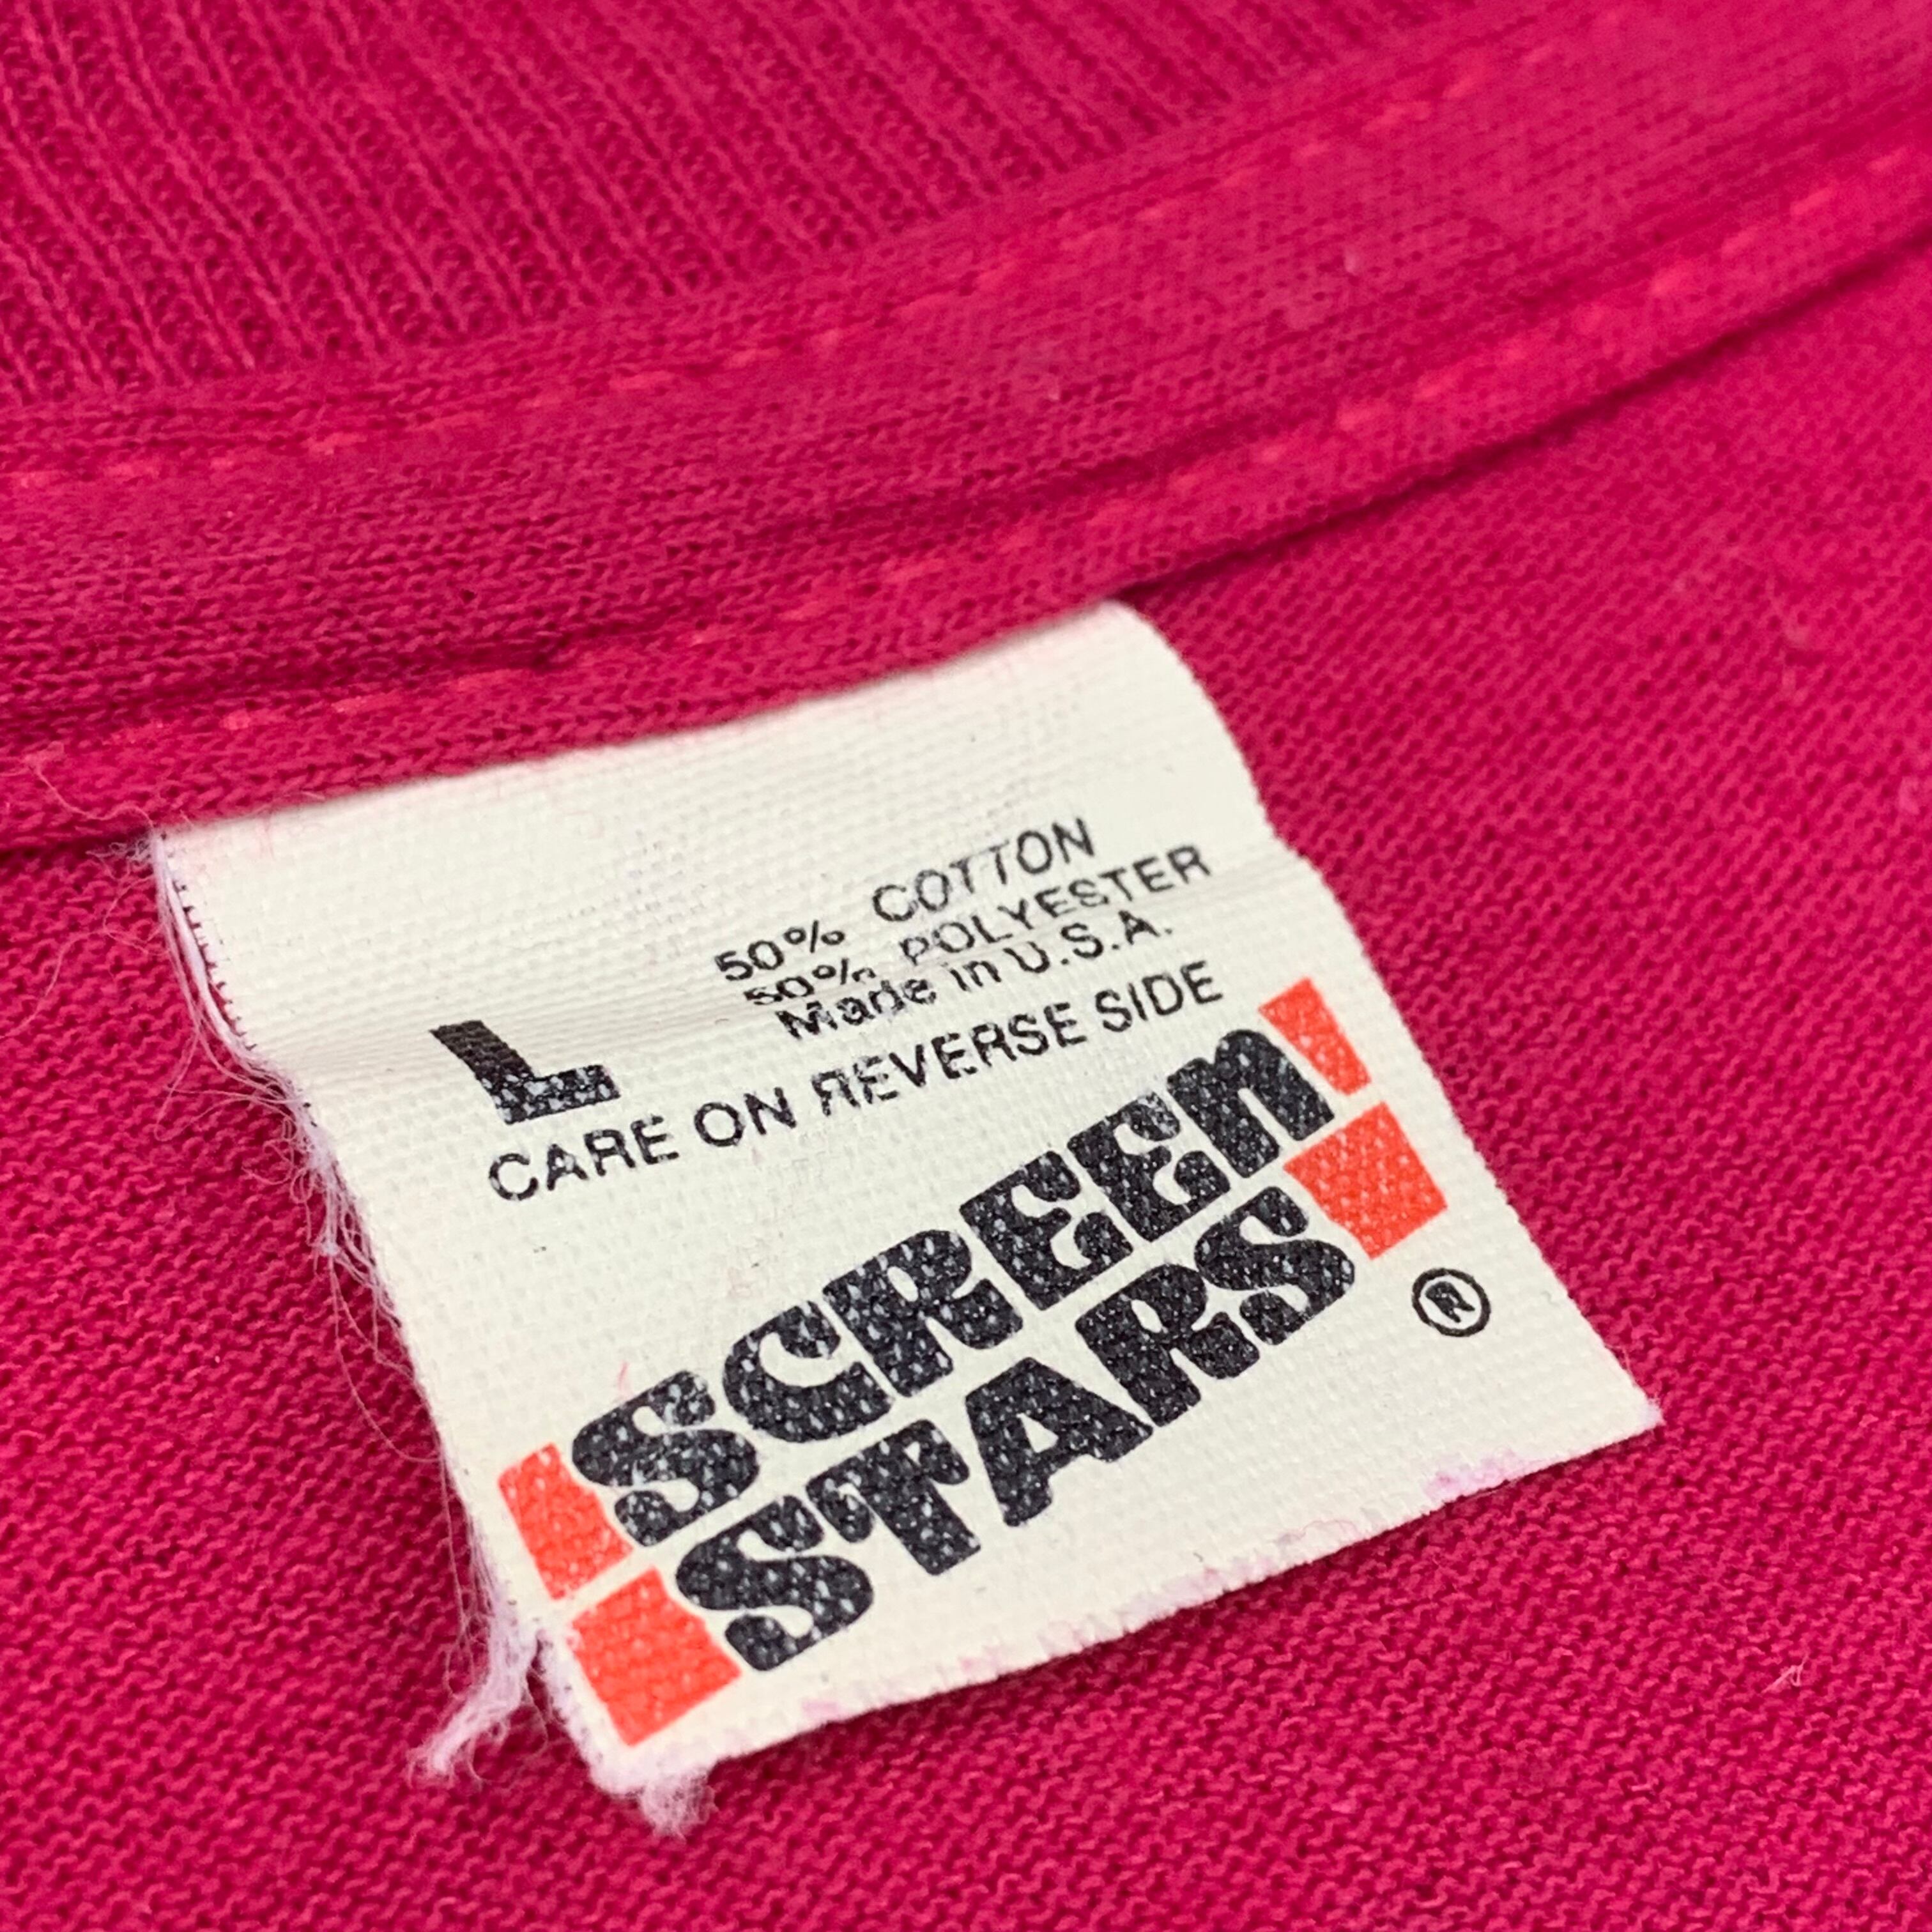 50% COTTON
50% POLYESTER
Made in U.S.A.
L
CARE ON REVERSE SIDE
SCREEN
STARS
®